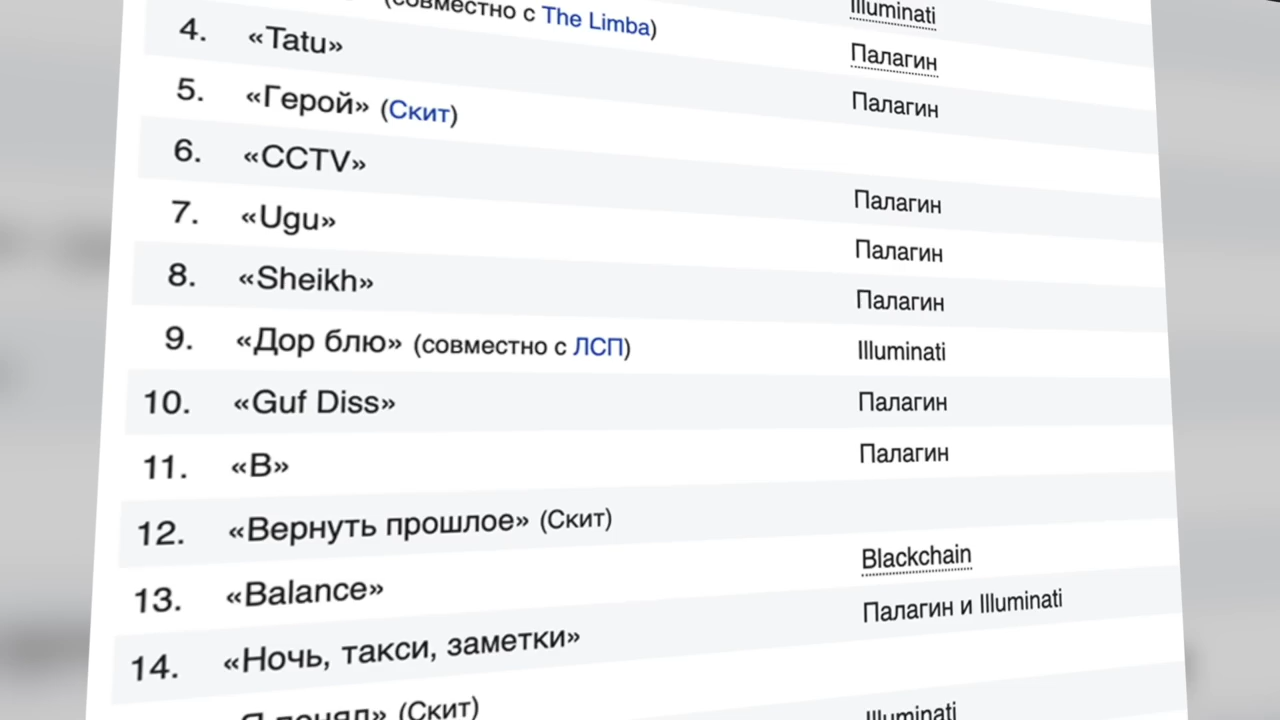 Illuminati
(совместно с The Limba) Палагин
4. «Tatu» Палагин
5. «Герой» (Скит)
6. «CCTV» Палагин
7. «Ugu» Палагин
8. «Sheikh» Палагин
9. «Дор блю» (совместно с ЛСП) Illuminati
10. «Guf Diss» Палагин
11. «В» Палагин
12. «Вернуть прошлое» (Скит)
13. «Balance» Blackchain
14. «Ночь, такси, заметки» Палагин и Illuminati
Я понял» (Скит)
Illuminati